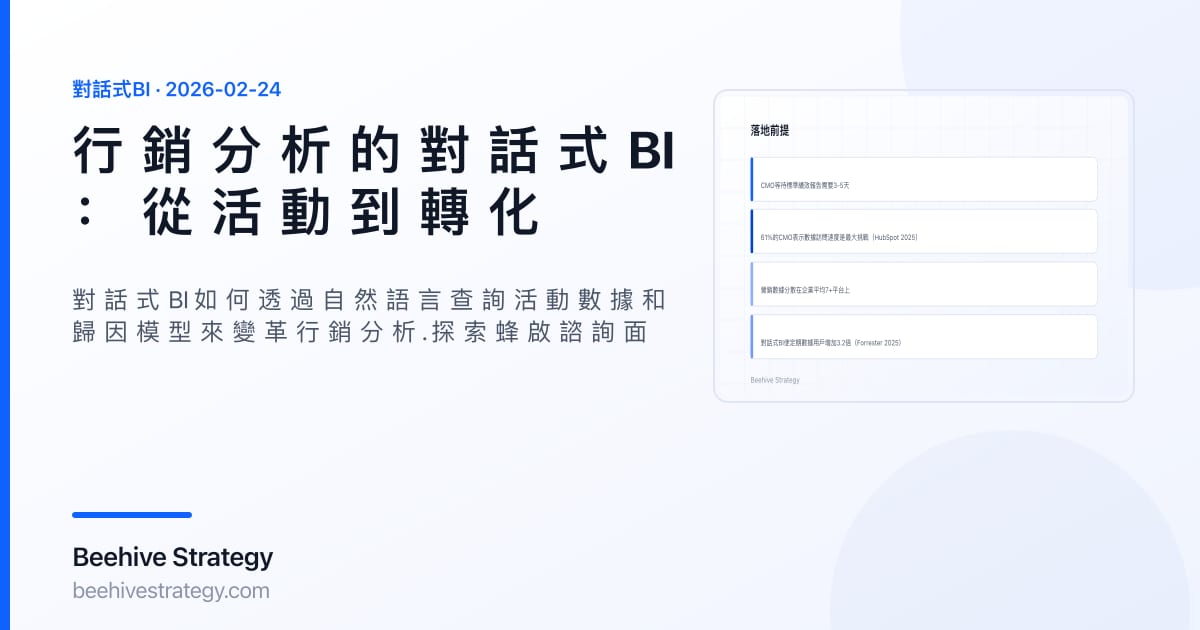 對話式BI · 2026-02-24
行銷分析的對話式BI
：從活動到轉化
對話式BI如何透過自然語言查詢活動數據和
歸因模型來變革行銷分析.探索蜂啟諮詢面
Beehive Strategy
beehivestrategy.com
落地前提
CMO等待標準績效報告需要3-5天
61%的CMO表示數據訪問速度是最大挑戰（HubSpot 2025）
營銷數據分散在企業平均7+平台上
對話式BI使定期數據用戶增加3.2倍（Forrester 2025）
Beehive Strategy